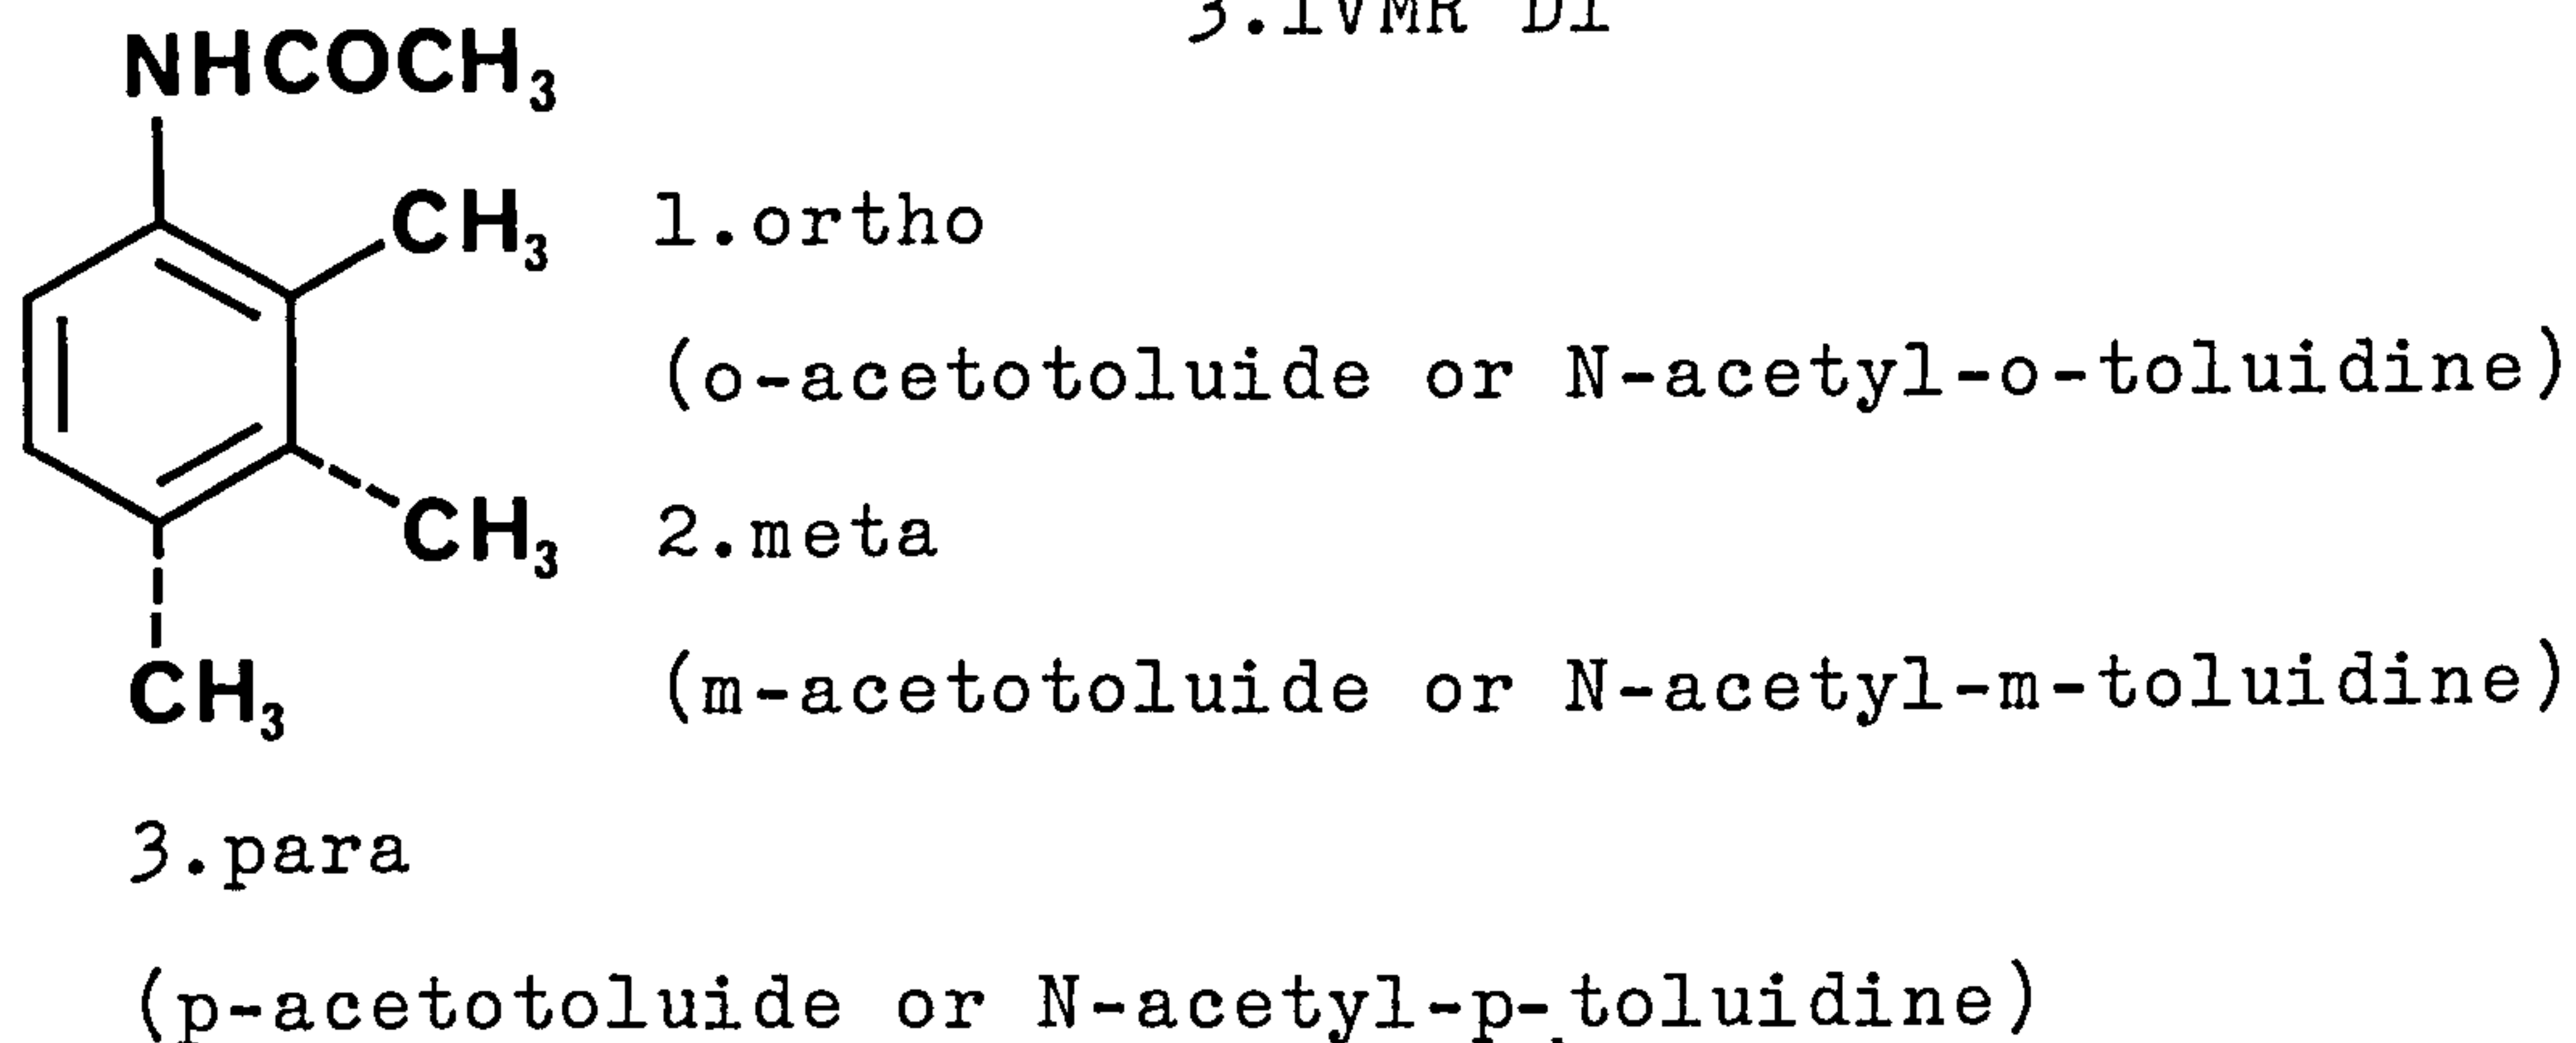 NHCOCH3
CH3 1.ortho
(o-acetotoluide or N-acetyl-o-toluidine)
CH3 2.meta
CH3 (m-acetotoluide or N-acetyl-m-toluidine)
3.para
(p-acetotoluide or N-acetyl-p-toluidine)